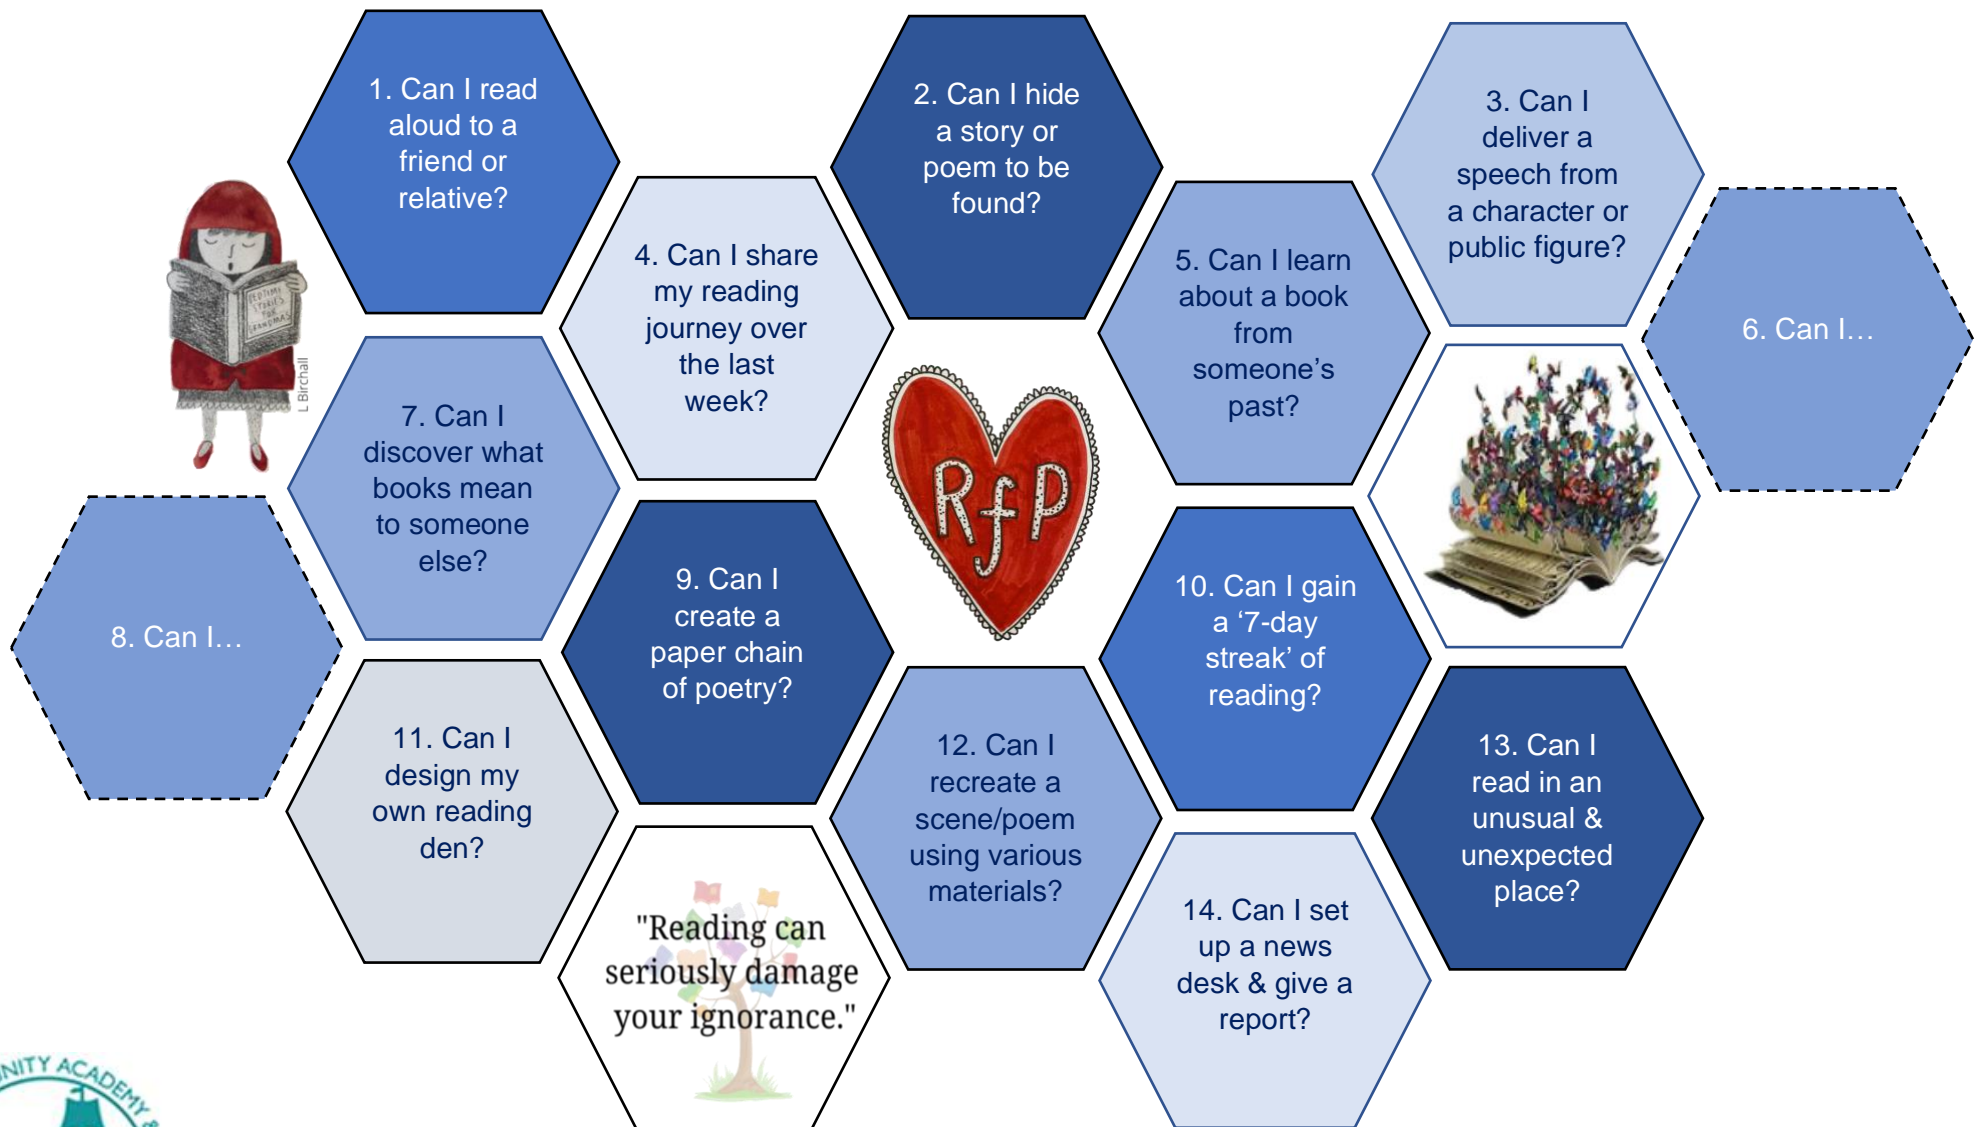 1. Can I read
aloud to a
friend or
relative?
2. Can I hide
a story or
poem to be
found?
3. Can I
deliver a
speech from
a character or
public figure?
4. Can I share
my reading
journey over
the last
week?
5. Can I learn
about a book
from
someone’s
past?
6. Can I…
BEDTIME
STORIES
FOR
GRANDMAS
L Birchall
7. Can I
discover what
books mean
to someone
else?
RfP
8. Can I…
9. Can I
create a
paper chain
of poetry?
10. Can I gain
a ‘7-day
streak’ of
reading?
11. Can I
design my
own reading
den?
12. Can I
recreate a
scene/poem
using various
materials?
13. Can I
read in an
unusual &
unexpected
place?
"Reading can
seriously damage
your ignorance."
14. Can I set
up a news
desk & give a
report?
NITY ACADEMY &